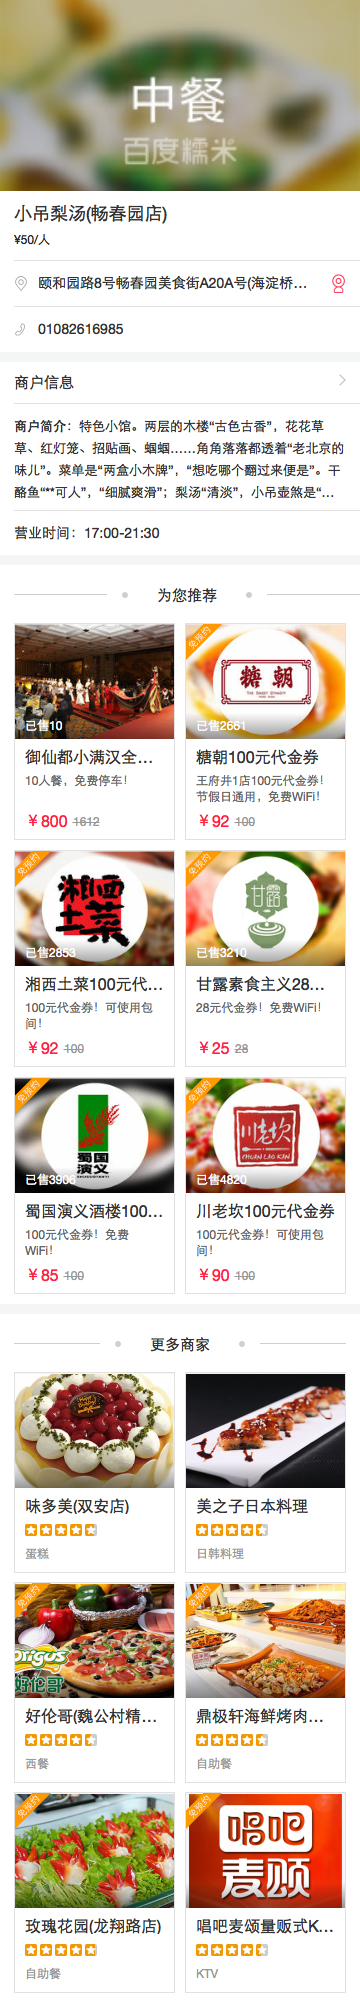 中餐
百度糯米
小吊梨汤(畅春园店)
¥50/人
颐和园路8号畅春园美食街A20A号(海淀桥...
01082616985
商户信息
商户简介：特色小馆。两层的木楼“古色古香”，花花草
草、红灯笼、招贴画、蝈蝈......角角落落都透着“老北京的
味儿”。菜单是“两盒小木牌”，“想吃哪个翻过来便是”。干
酪鱼“**可人”，“细腻爽滑”；梨汤“清淡”，小吊壶煞是“...
营业时间：17:00-21:30
为您推荐
已售10
御仙都小满汉全...
10人餐，免费停车！
¥800 1612
免预约
糖朝
THE SWEET DYNASTY
已售2661
糖朝100元代金券
王府井1店100元代金券！
节假日通用，免费WiFi！
¥92 100
免预约
湘西土菜
已售2853
湘西土菜100元代...
100元代金券！可使用包
间！
¥92 100
免预约
甘露
已售3210
甘露素食主义28...
28元代金券！免费WiFi！
¥25 28
免预约
蜀国
演义
SHUGUOYANYI
已售3906
蜀国演义酒楼100...
100元代金券！免费
WiFi！
¥85 100
免预约
川老坎
CHUAN LAO KAN
已售4820
川老坎100元代金券
100元代金券！可使用包
间！
¥90 100
更多商家
味多美(双安店)
蛋糕
美之子日本料理
日韩料理
免预约
origus
好伦哥
好伦哥(魏公村精...
西餐
免预约
鼎极轩海鲜烤肉...
自助餐
免预约
玫瑰花园(龙翔路店)
自助餐
免预约
唱吧
麦颂
唱吧麦颂量贩式K...
KTV